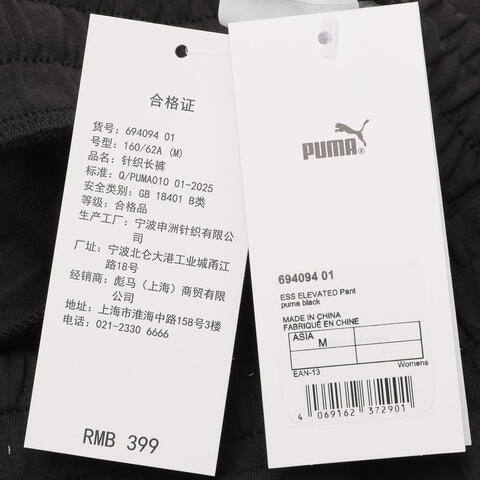 合格证
货号: 694094 01
号型: 160/62A (M)
品名: 针织长裤
标准: Q/PUMA010 01-2025
安全类别: GB 18401 B类
等级: 合格品
生产工厂: 宁波申洲针织有限公
司
厂址: 宁波北仑大港工业城甬江
路18号
经销商: 彪马（上海）商贸有限
公司
地址: 上海市淮海中路158号3楼
电话: 021-2330 6666
RMB 399
PUMA
694094 01
ESS ELEVATED Pant
puma black
MADE IN CHINA
FABRIQUÉ EN CHINE
ASIA
M
Womens
EAN-13
4 069162 372901